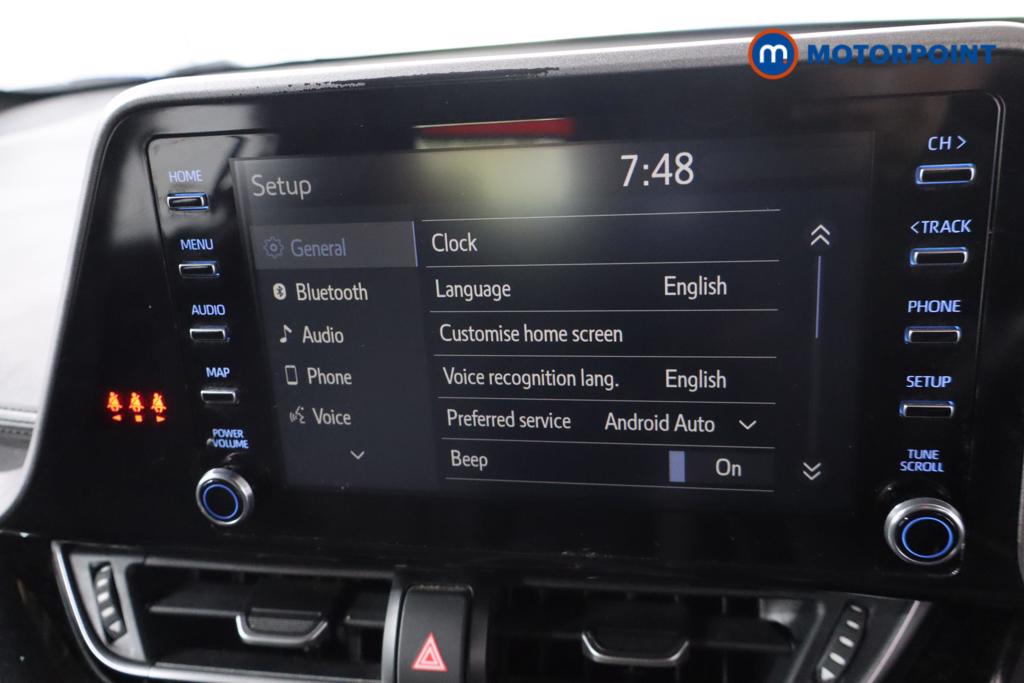 m MOTORPOINT
HOME
MENU
AUDIO
MAP
POWER
VOLUME
Setup
7:48
General
Bluetooth
Audio
Phone
Voice
Clock
Language English
Customise home screen
Voice recognition lang. English
Preferred service Android Auto
Beep On
CH >
< TRACK
PHONE
SETUP
TUNE
SCROLL